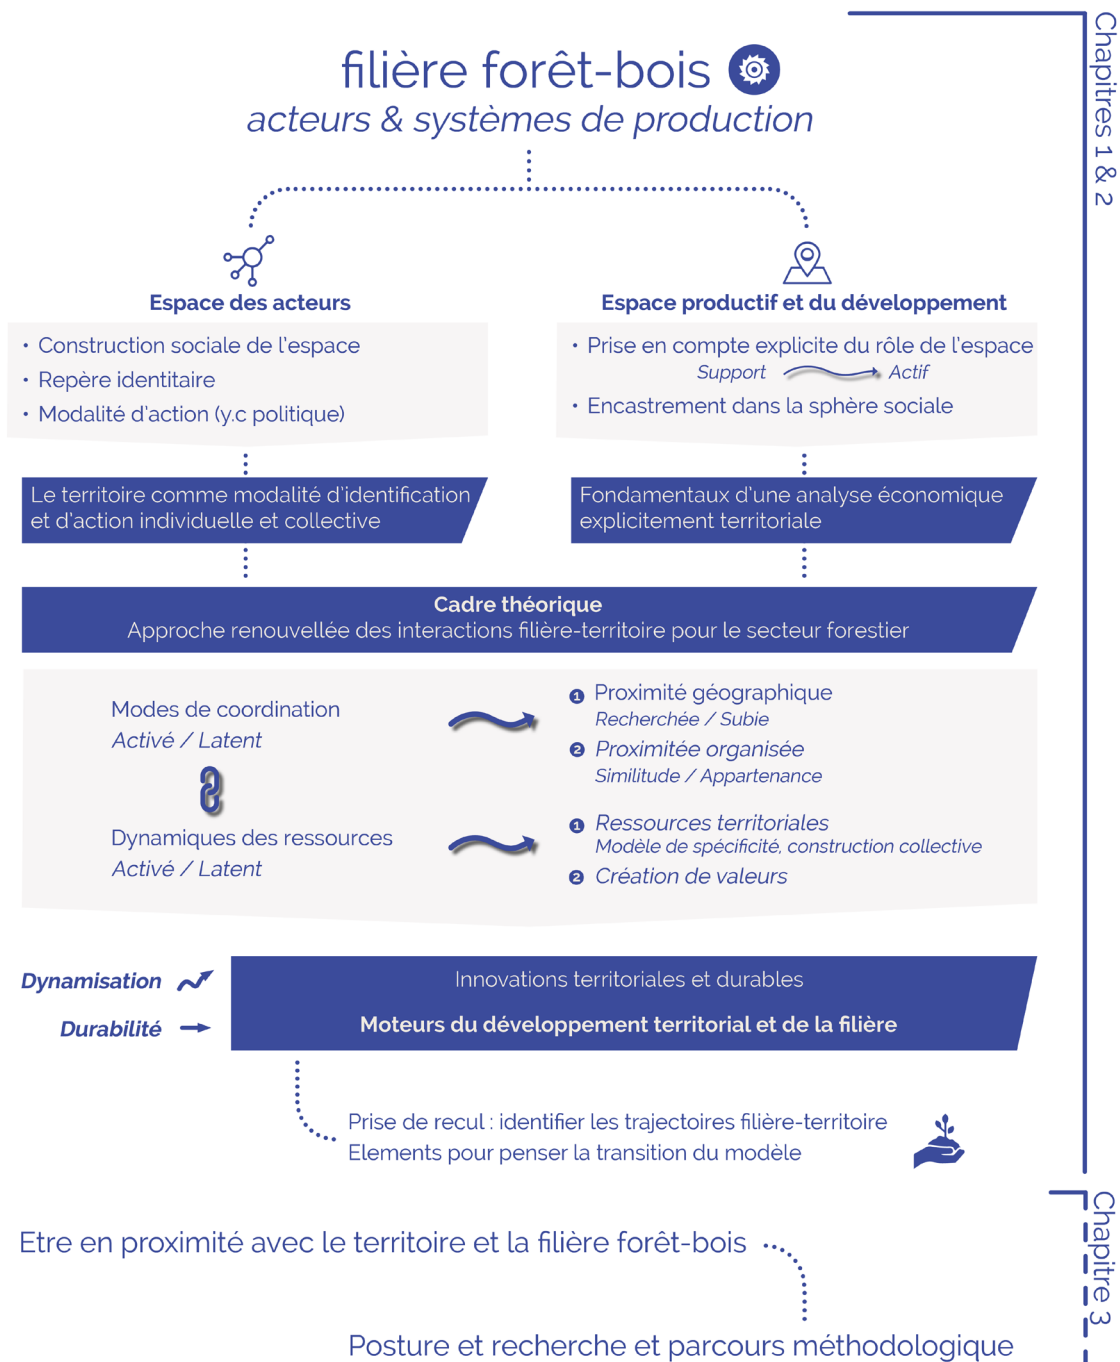 filière forêt-bois
acteurs & systèmes de production
Chapitres 1 & 2
Espace des acteurs
• Construction sociale de l'espace
• Repère identitaire
• Modalité d'action (y.c politique)
Espace productif et du développement
• Prise en compte explicite du rôle de l'espace
Support Actif
• Encastrement dans la sphère sociale
Le territoire comme modalité d'identification
et d'action individuelle et collective
Fondamentaux d'une analyse économique
explicitement territoriale
Cadre théorique
Approche renouvellée des interactions filière-territoire pour le secteur forestier
Modes de coordination
Activé / Latent
1 Proximité géographique
Recherchée / Subie
2 Proximitée organisée
Similitude / Appartenance
Dynamiques des ressources
Activé / Latent
1 Ressources territoriales
Modèle de spécificité, construction collective
2 Création de valeurs
Dynamisation
Durabilité
Innovations territoriales et durables
Moteurs du développement territorial et de la filière
Prise de recul : identifier les trajectoires filière-territoire
Elements pour penser la transition du modèle
Chapitre 3
Etre en proximité avec le territoire et la filière forêt-bois
Posture et recherche et parcours méthodologique